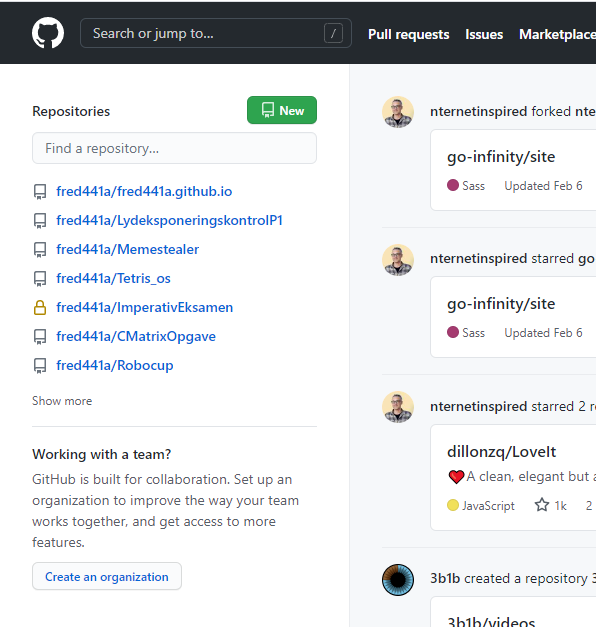 Search or jump to...
/
Pull requests
Issues
Marketplace
Repositories
New
Find a repository...
fred441a/fred441a.github.io
fred441a/LydeksponeringskontrolP1
fred441a/Memestealer
fred441a/Tetris_os
fred441a/ImperativEksamen
fred441a/CMatrixOpgave
fred441a/Robocup
Show more
Working with a team?
GitHub is built for collaboration. Set up an
organization to improve the way your team
works together, and get access to more
features.
Create an organization
nternetinspired forked nte
go-infinity/site
Sass Updated Feb 6
nternetinspired starred go
go-infinity/site
Sass Updated Feb 6
nternetinspired starred 2 r
dillonzq/LoveIt
A clean, elegant but a
JavaScript 1k 2
3b1b created a repository 3
3b1b/videos